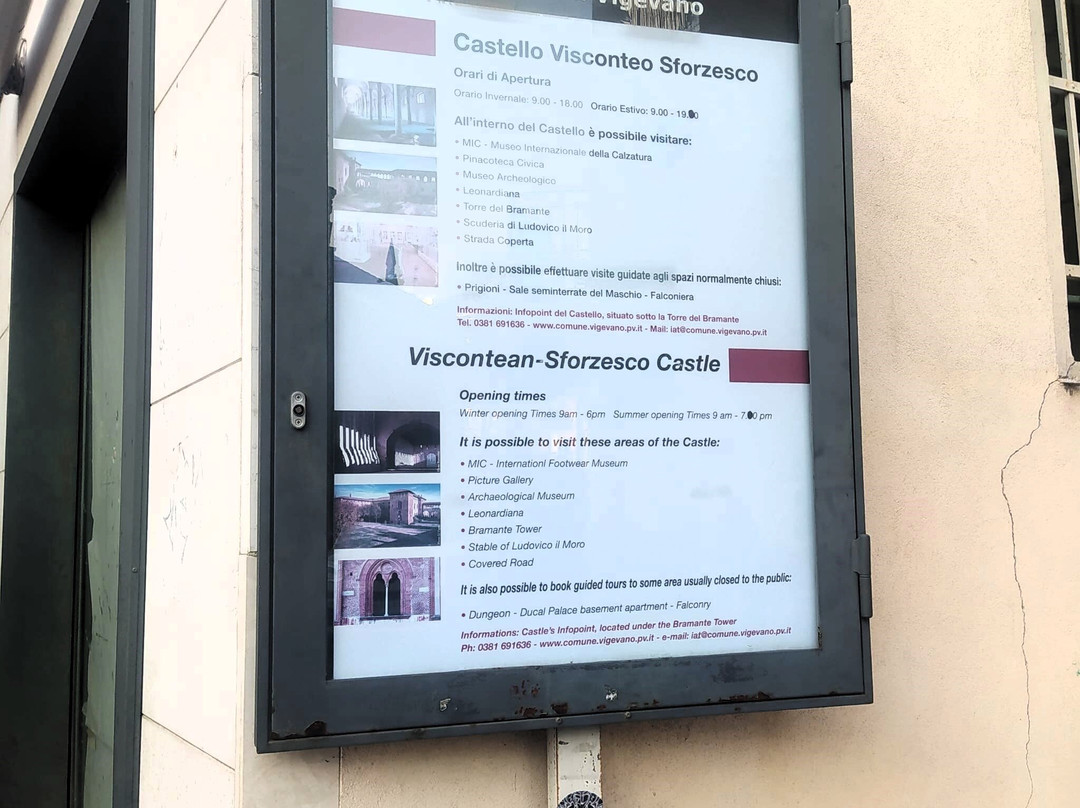 Vigevano
Castello Visconteo Sforzesco
Orari di Apertura
Orario Invernale: 9.00 - 18.00 Orario Estivo: 9.00 - 19.00
All'interno del Castello è possibile visitare:
• MIC - Museo Internazionale della Calzatura
• Pinacoteca Civica
• Museo Archeologico
• Leonardiana
• Torre del Bramante
• Scuderia di Ludovico il Moro
• Strada Coperta
Inoltre è possibile effettuare visite guidate agli spazi normalmente chiusi:
• Prigioni - Sale seminterrate del Maschio - Falconiera
Informazioni: Infopoint del Castello, situato sotto la Torre del Bramante
Tel. 0381 691636 - www.comune.vigevano.pv.it - Mail: iat@comune.vigevano.pv.it
Viscontean-Sforzesco Castle
Opening times
Winter opening Times 9am - 6pm Summer opening Times 9 am - 7.00 pm
It is possible to visit these areas of the Castle:
• MIC - Internationl Footwear Museum
• Picture Gallery
• Archaeological Museum
• Leonardiana
• Bramante Tower
• Stable of Ludovico il Moro
• Covered Road
It is also possible to book guided tours to some area usually closed to the public:
• Dungeon - Ducal Palace basement apartment - Falconry
Informations: Castle's Infopoint, located under the Bramante Tower
Ph: 0381 691636 - www.comune.vigevano.pv.it - e-mail: iat@comune.vigevano.pv.it